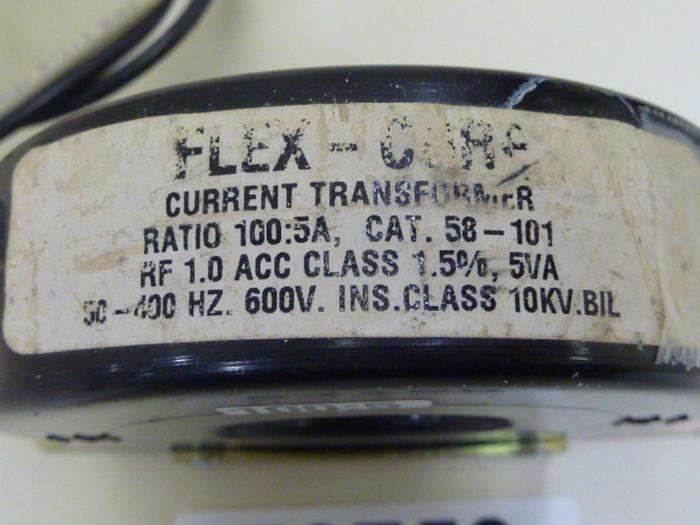 FLEX-CORE
CURRENT TRANSFORMER
RATIO 100:5A, CAT. 58-101
RF 1.0 ACC CLASS 1.5%, 5VA
50-400 HZ. 600V. INS.CLASS 10KV.BIL